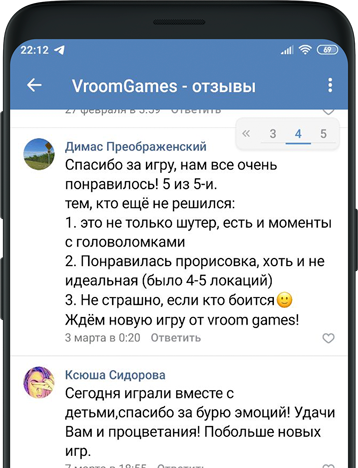 22:12
69
VroomGames - отзывы
27 февраля в 3:59 Ответить
« 3 4 5
Димас Преображенский
Спасибо за игру, нам все очень
понравилось! 5 из 5-и.
тем, кто ещё не решился:
1. это не только шутер, есть и моменты
с головоломками
2. Понравилась прорисовка, хоть и не
идеальная (было 4-5 локаций)
3. Не страшно, если кто боится🙂
Ждём новую игру от vroom games!
3 марта в 0:20 Ответить
Ксюша Сидорова
Сегодня играли вместе с
детьми,спасибо за бурю эмоций! Удачи
Вам и процветания! Побольше новых
игр.
7 марта в 18:55 Ответить